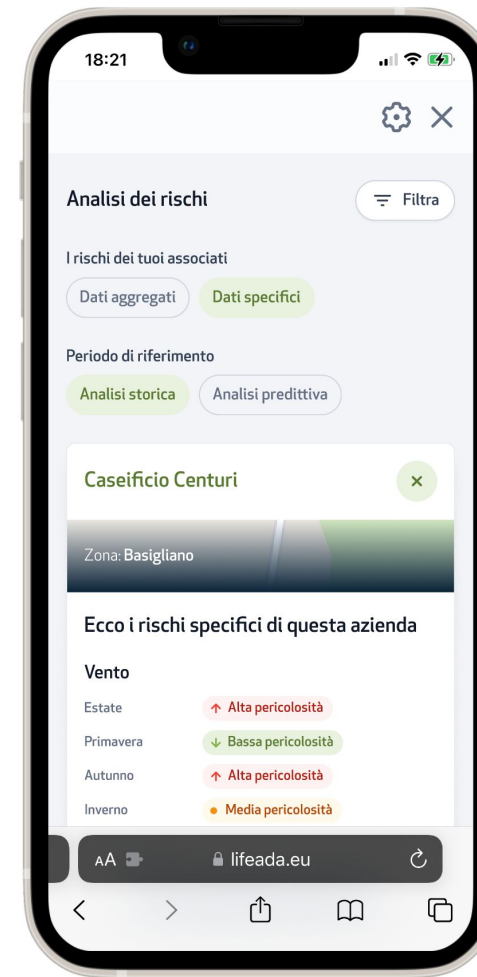 18:21
Analisi dei rischi
Filtra
I rischi dei tuoi associati
Dati aggregati
Dati specifici
Periodo di riferimento
Analisi storica
Analisi predittiva
Caseificio Centuri
Zona: Basigliano
Ecco i rischi specifici di questa azienda
Vento
Estate
Alta pericolosità
Primavera
Bassa pericolosità
Autunno
Alta pericolosità
Inverno
Media pericolosità
AA
lifeada.eu